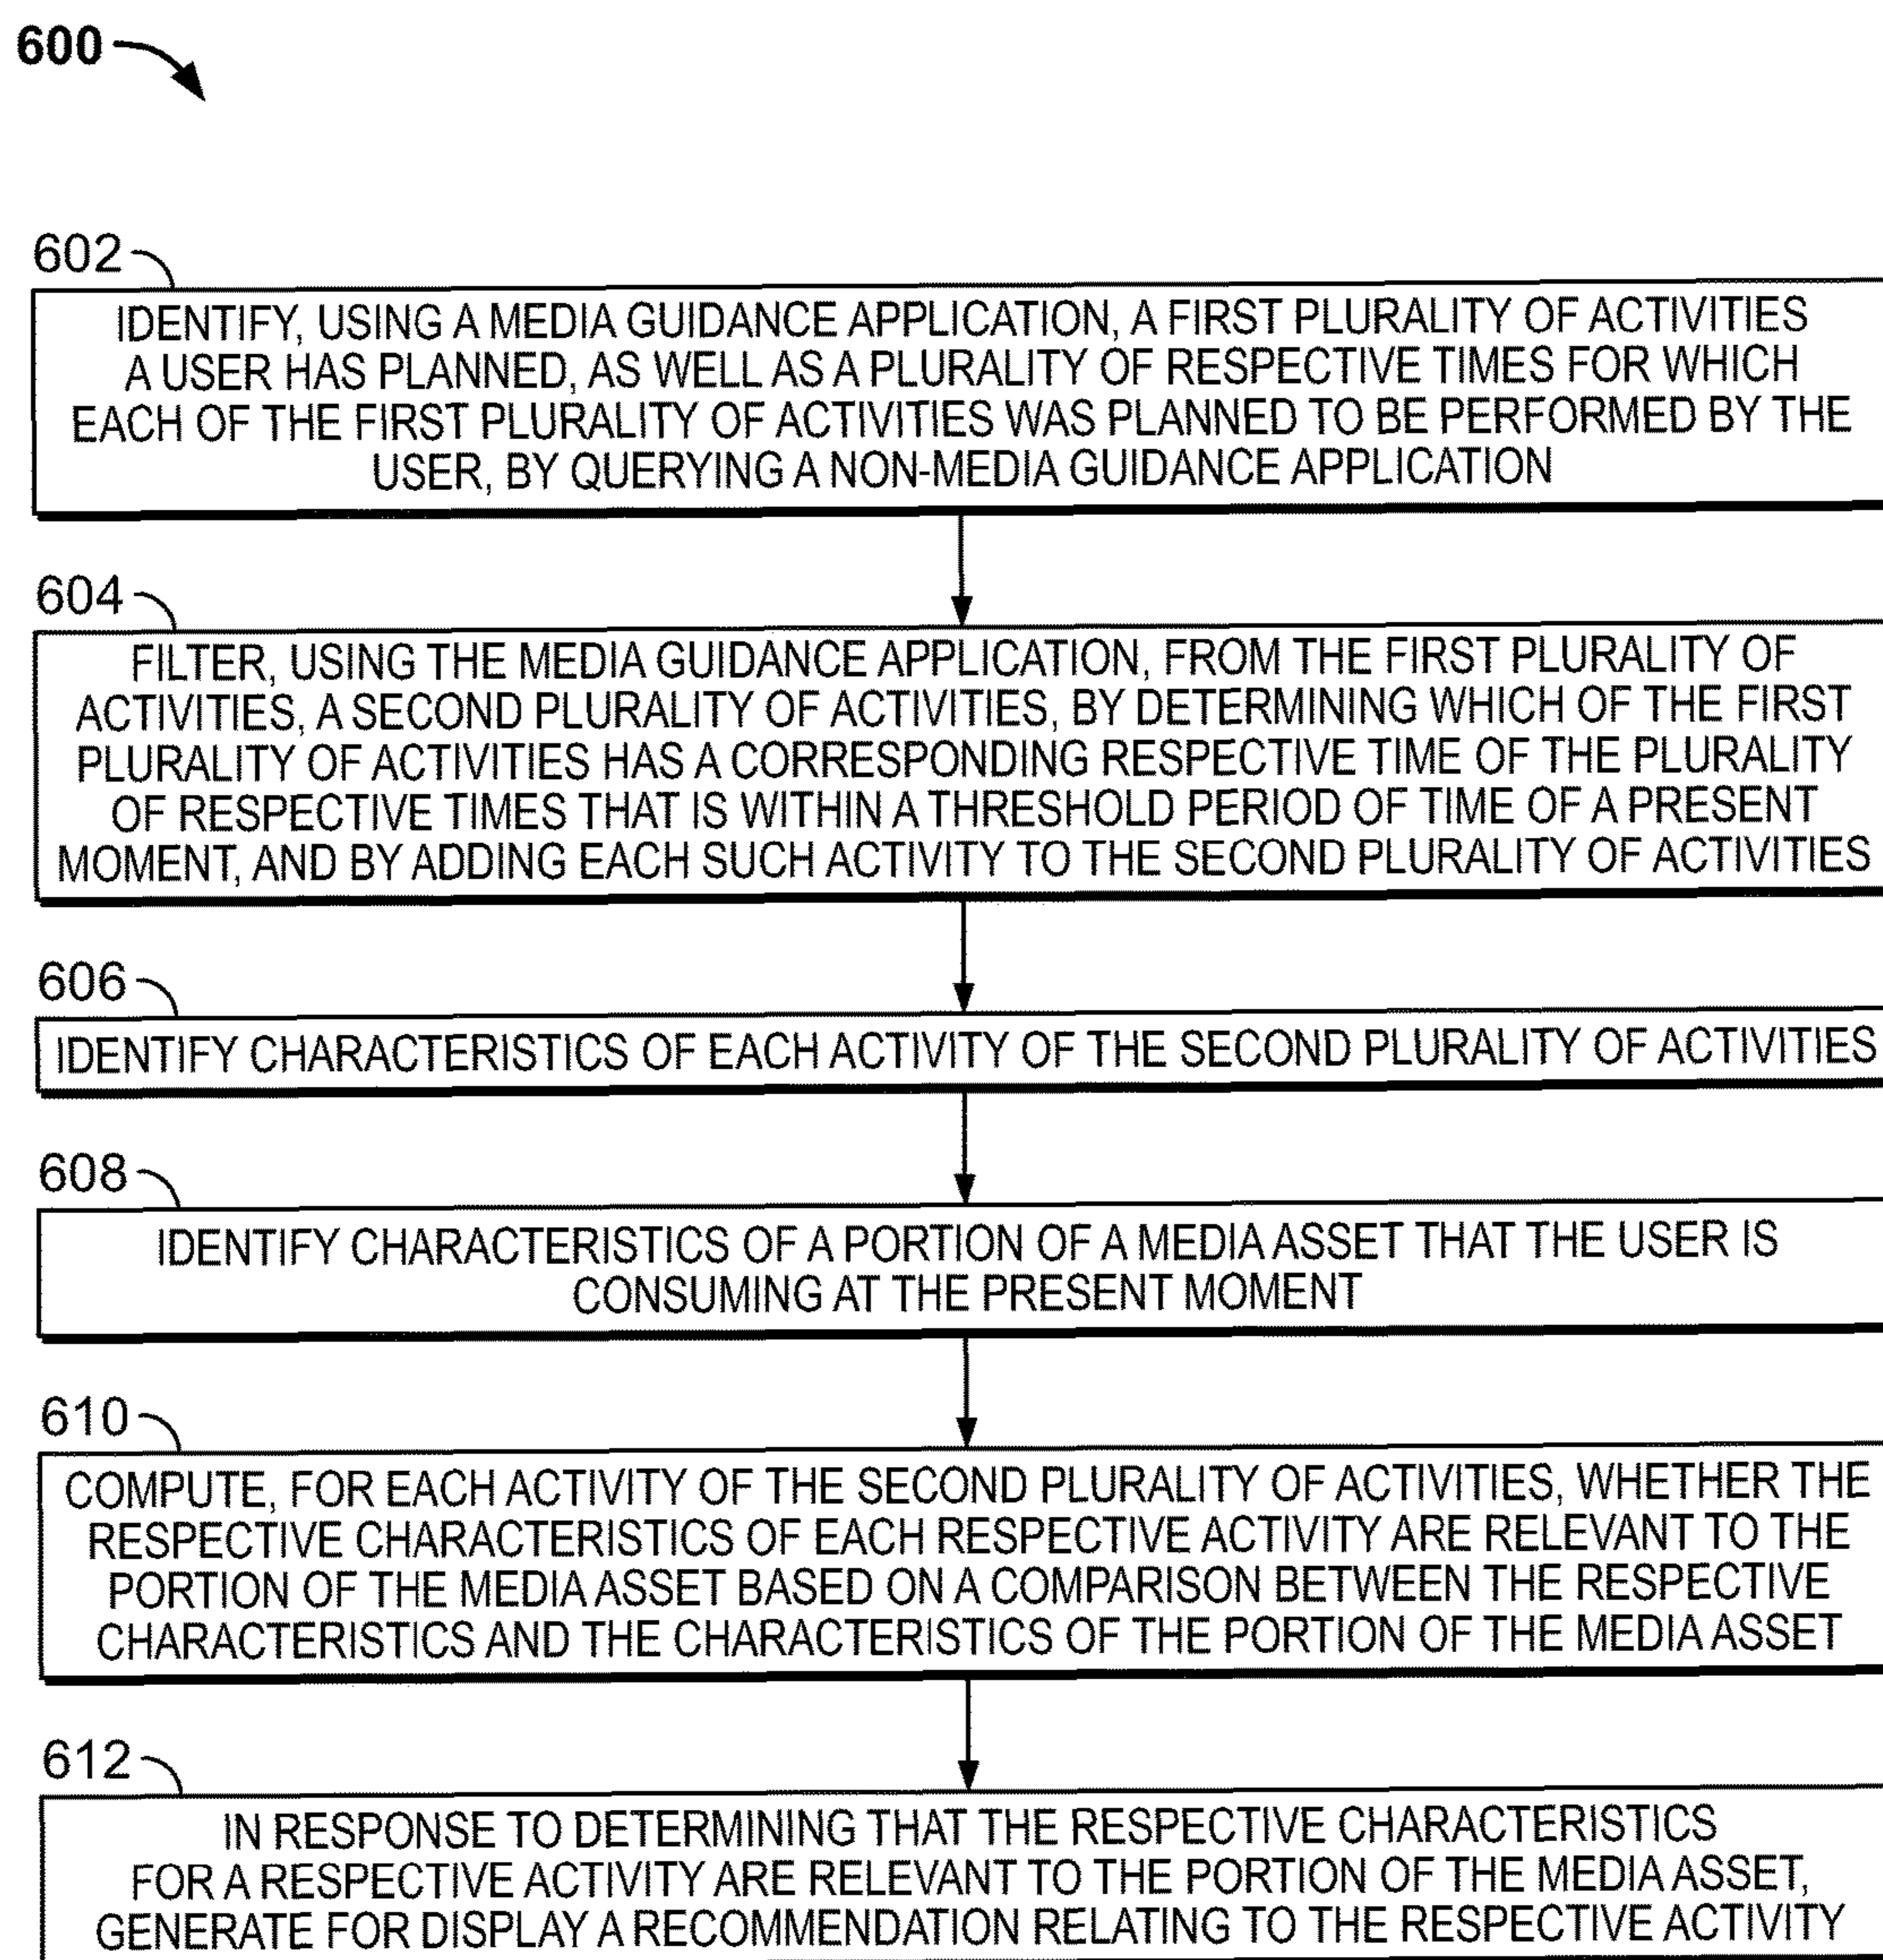 600
602
IDENTIFY, USING A MEDIA GUIDANCE APPLICATION, A FIRST PLURALITY OF ACTIVITIES
A USER HAS PLANNED, AS WELL AS A PLURALITY OF RESPECTIVE TIMES FOR WHICH
EACH OF THE FIRST PLURALITY OF ACTIVITIES WAS PLANNED TO BE PERFORMED BY THE
USER, BY QUERYING A NON-MEDIA GUIDANCE APPLICATION
604
FILTER, USING THE MEDIA GUIDANCE APPLICATION, FROM THE FIRST PLURALITY OF
ACTIVITIES, A SECOND PLURALITY OF ACTIVITIES, BY DETERMINING WHICH OF THE FIRST
PLURALITY OF ACTIVITIES HAS A CORRESPONDING RESPECTIVE TIME OF THE PLURALITY
OF RESPECTIVE TIMES THAT IS WITHIN A THRESHOLD PERIOD OF TIME OF A PRESENT
MOMENT, AND BY ADDING EACH SUCH ACTIVITY TO THE SECOND PLURALITY OF ACTIVITIES
606
IDENTIFY CHARACTERISTICS OF EACH ACTIVITY OF THE SECOND PLURALITY OF ACTIVITIES
608
IDENTIFY CHARACTERISTICS OF A PORTION OF A MEDIA ASSET THAT THE USER IS
CONSUMING AT THE PRESENT MOMENT
610
COMPUTE, FOR EACH ACTIVITY OF THE SECOND PLURALITY OF ACTIVITIES, WHETHER THE
RESPECTIVE CHARACTERISTICS OF EACH RESPECTIVE ACTIVITY ARE RELEVANT TO THE
PORTION OF THE MEDIA ASSET BASED ON A COMPARISON BETWEEN THE RESPECTIVE
CHARACTERISTICS AND THE CHARACTERISTICS OF THE PORTION OF THE MEDIA ASSET
612
IN RESPONSE TO DETERMINING THAT THE RESPECTIVE CHARACTERISTICS
FOR A RESPECTIVE ACTIVITY ARE RELEVANT TO THE PORTION OF THE MEDIA ASSET,
GENERATE FOR DISPLAY A RECOMMENDATION RELATING TO THE RESPECTIVE ACTIVITY